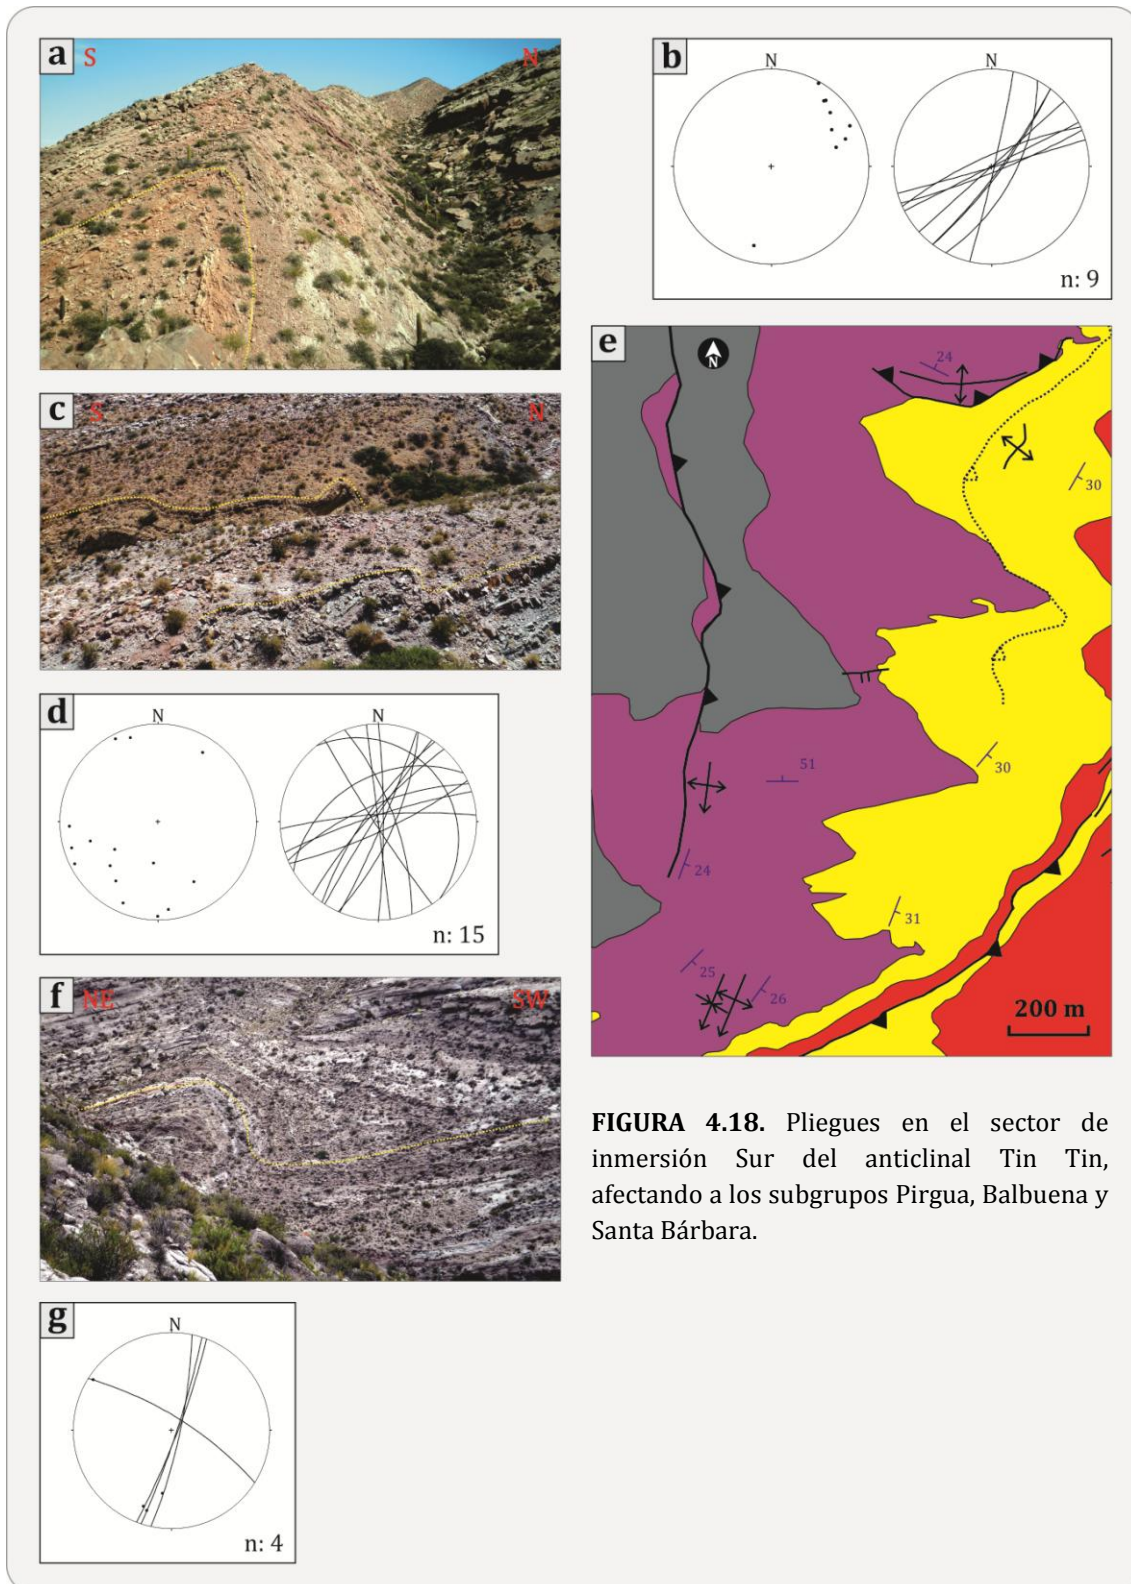 a S N
b
N N
n: 9
c S N
d
N N
n: 15
e
N
24
30
51
30
24
31
25
26
200 m
f NE SW
FIGURA 4.18. Pliegues en el sector de
inmersión Sur del anticlinal Tin Tin,
afectando a los subgrupos Pirgua, Balbuena y
Santa Bárbara.
g
N
n: 4